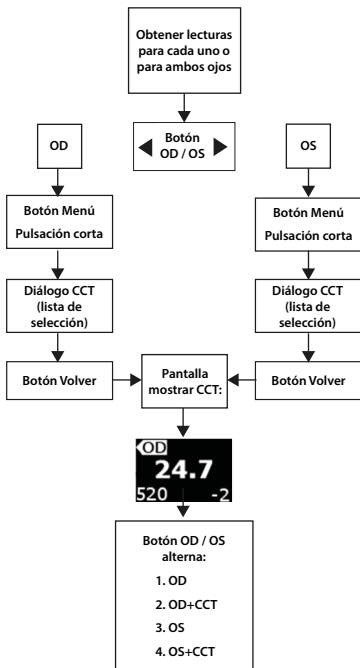 Obtener lecturas
para cada uno o
para ambos ojos
Botón
OD / OS
OD
OS
Botón Menú
Pulsación corta
Botón Menú
Pulsación corta
Diálogo CCT
(lista de
selección)
Diálogo CCT
(lista de
selección)
Botón Volver
Pantalla
mostrar CCT:
Botón Volver
OD
24.7
520 -2
Botón OD / OS
alterna:
1. OD
2. OD+CCT
3. OS
4. OS+CCT